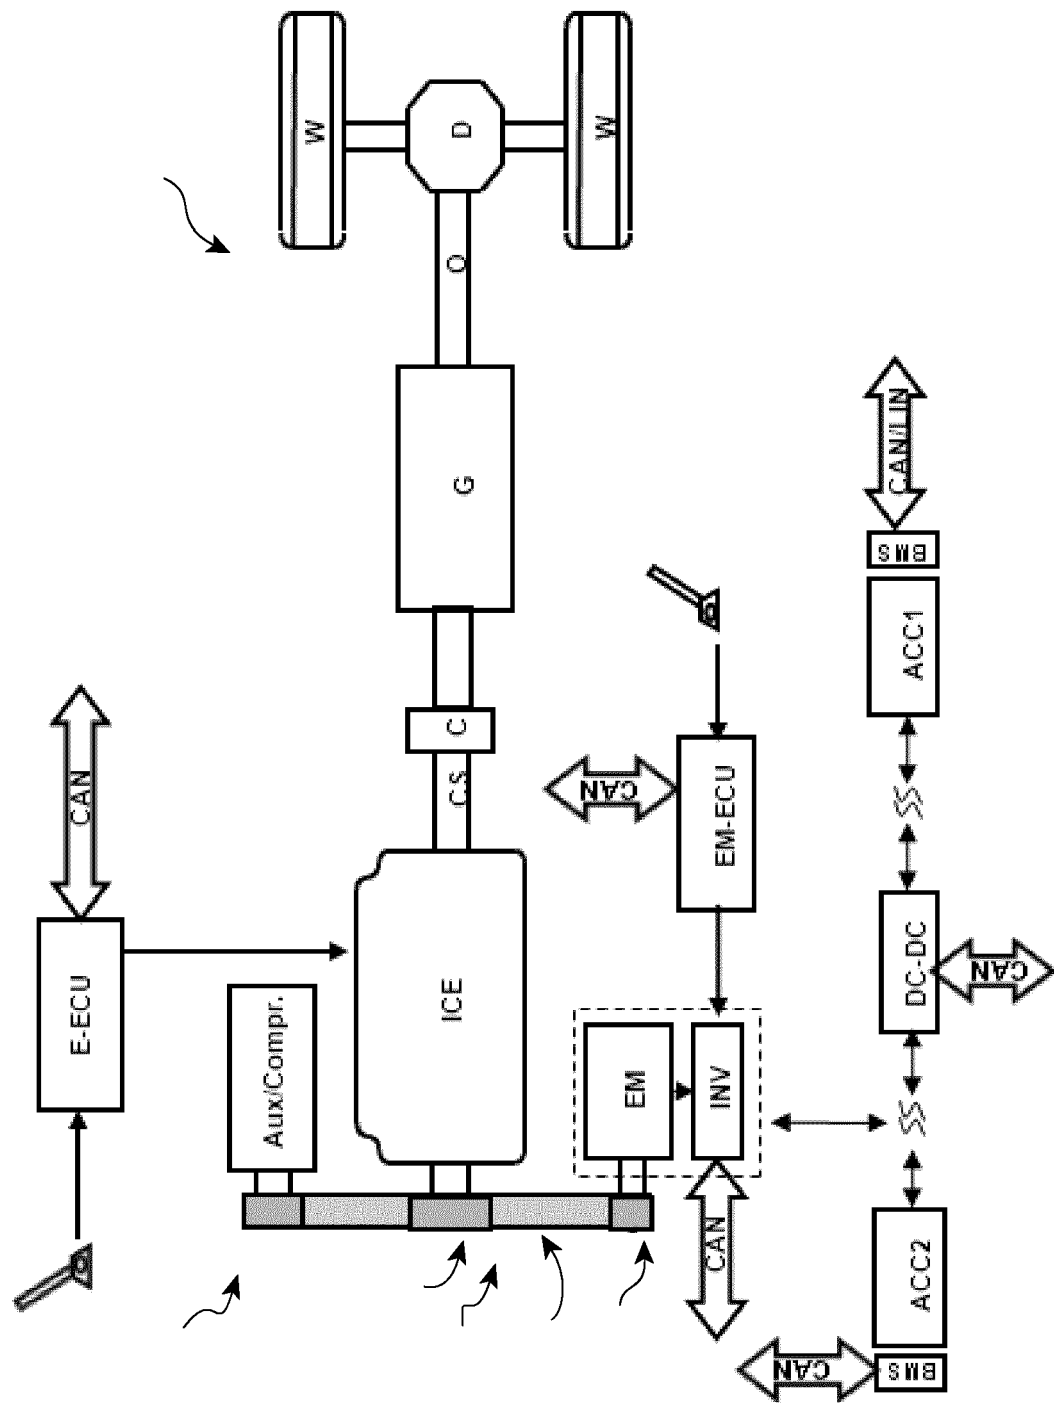 W
D
W
O
G
CAN/LIN
BMS
ACC1
CAN
C
CS
CAN
EM-ECU
E-ECU
ICE
Aux/Compr.
DC-DC
CAN
EM
INV
CAN
ACC2
CAN
BMS